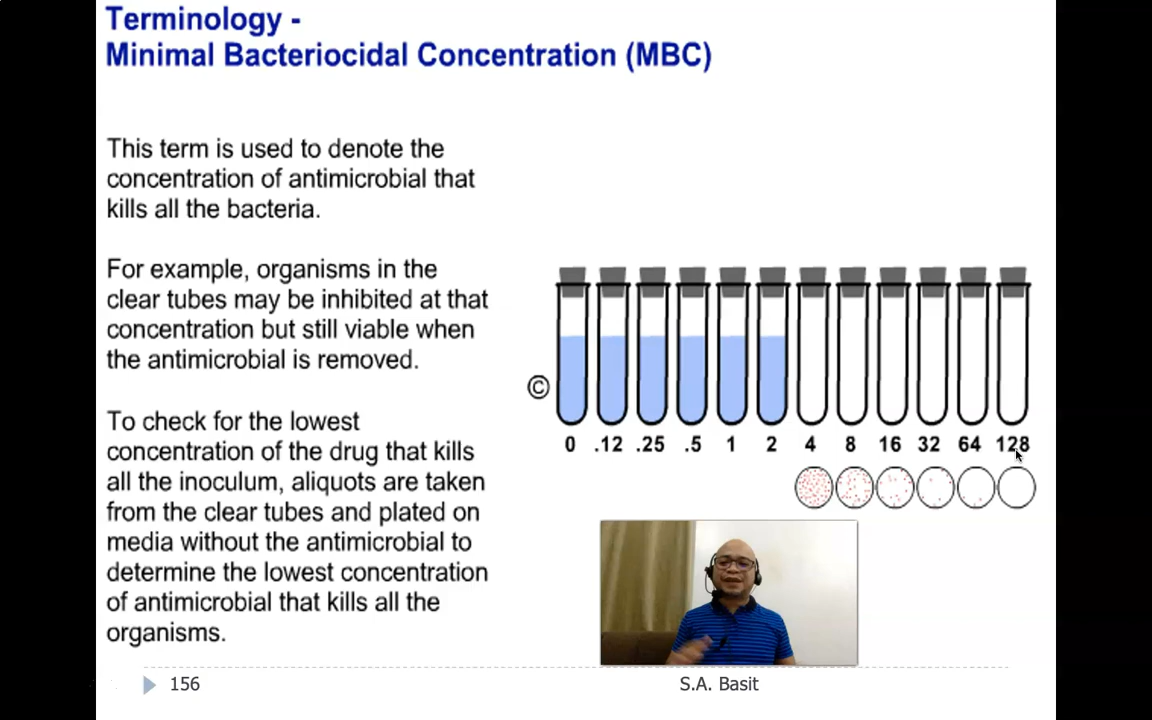 Terminology -
Minimal Bacteriocidal Concentration (MBC)
This term is used to denote the
concentration of antimicrobial that
kills all the bacteria.
For example, organisms in the
clear tubes may be inhibited at that
concentration but still viable when
the antimicrobial is removed.
To check for the lowest
concentration of the drug that kills
all the inoculum, aliquots are taken
from the clear tubes and plated on
media without the antimicrobial to
determine the lowest concentration
of antimicrobial that kills all the
organisms.
©
0 .12 .25 .5 1 2 4 8 16 32 64 128
156 S.A. Basit